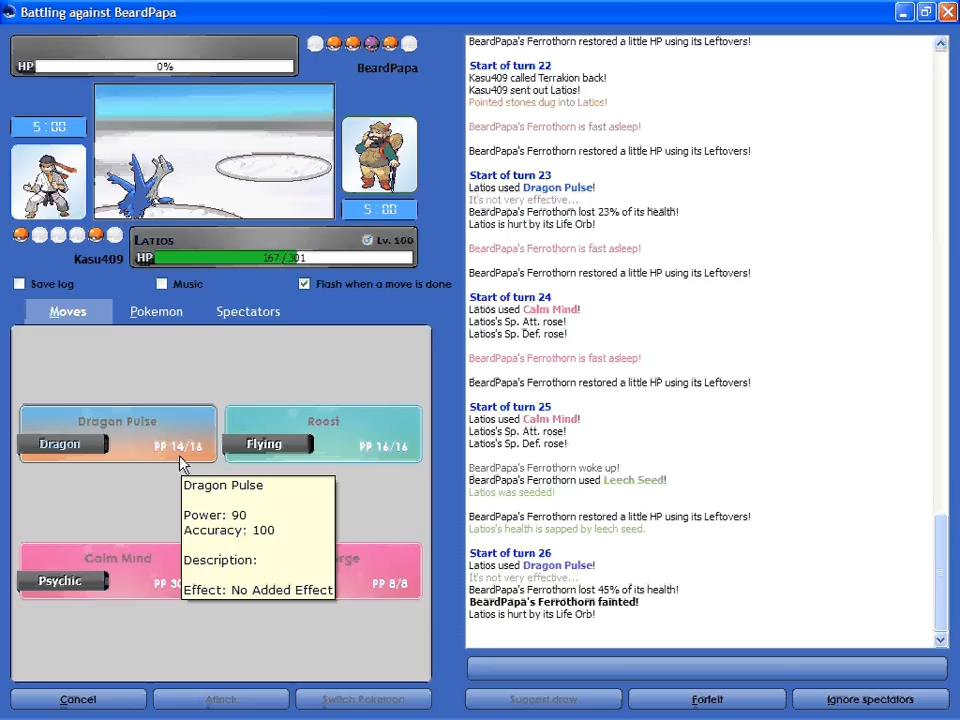 Battling against BeardPapa
HP 0%
BeardPapa
5:00
5:00
LATIOS Lv. 100
HP 167/301
Kasu409
Save log Music Flash when a move is done
Moves Pokemon Spectators
Dragon Pulse
Dragon PP 14/16
Roost
Flying PP 16/16
Calm Mind
Psychic PP 30
PP 8/8
Dragon Pulse
Power: 90
Accuracy: 100
Description:
Effect: No Added Effect
Cancel Attack Switch Pokemon
BeardPapa's Ferrothorn restored a little HP using its Leftovers!
Start of turn 22
Kasu409 called Terrakion back!
Kasu409 sent out Latios!
Pointed stones dug into Latios!
BeardPapa's Ferrothorn is fast asleep!
BeardPapa's Ferrothorn restored a little HP using its Leftovers!
Start of turn 23
Latios used Dragon Pulse!
It's not very effective...
BeardPapa's Ferrothorn lost 23% of its health!
Latios is hurt by its Life Orb!
BeardPapa's Ferrothorn is fast asleep!
BeardPapa's Ferrothorn restored a little HP using its Leftovers!
Start of turn 24
Latios used Calm Mind!
Latios's Sp. Att. rose!
Latios's Sp. Def. rose!
BeardPapa's Ferrothorn is fast asleep!
BeardPapa's Ferrothorn restored a little HP using its Leftovers!
Start of turn 25
Latios used Calm Mind!
Latios's Sp. Att. rose!
Latios's Sp. Def. rose!
BeardPapa's Ferrothorn woke up!
BeardPapa's Ferrothorn used Leech Seed!
Latios was seeded!
BeardPapa's Ferrothorn restored a little HP using its Leftovers!
Latios's health is sapped by leech seed.
Start of turn 26
Latios used Dragon Pulse!
It's not very effective...
BeardPapa's Ferrothorn lost 45% of its health!
BeardPapa's Ferrothorn fainted!
Latios is hurt by its Life Orb!
Suggest draw Forfeit Ignore spectators